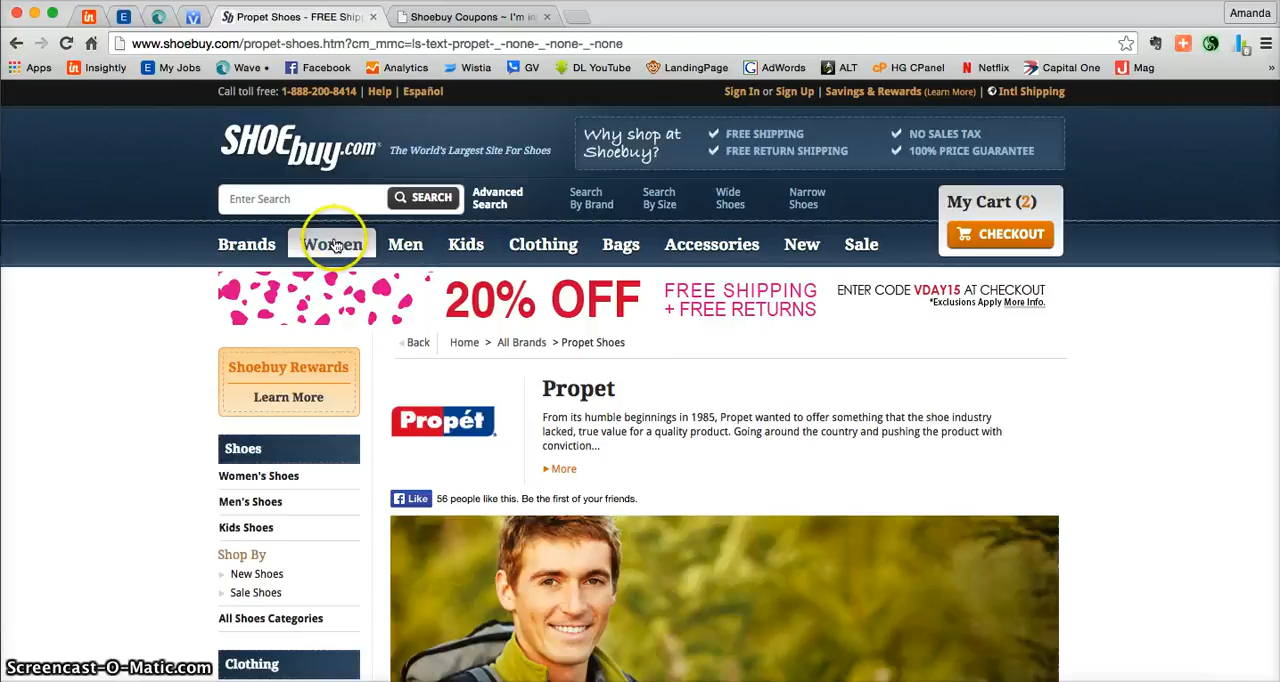 Propet Shoes - FREE Ship
Shoebuy Coupons ~ I'm in
Amanda
www.shoebuy.com/propet-shoes.htm?cm_mmc=ls-text-propet-_-none-_-none-_-none
Apps Insightly My Jobs Wave • Facebook Analytics Wistia GV DL YouTube LandingPage AdWords ALT HG CPanel Netflix Capital One Mag »
Call toll free: 1-888-200-8414 | Help | Español
Sign In or Sign Up | Savings & Rewards (Learn More) | Intl Shipping
SHOEbuy.com® The World's Largest Site For Shoes
Why shop at Shoebuy?
FREE SHIPPING
NO SALES TAX
FREE RETURN SHIPPING
100% PRICE GUARANTEE
Enter Search
SEARCH
Advanced Search
Search By Brand
Search By Size
Wide Shoes
Narrow Shoes
My Cart (2)
CHECKOUT
Brands Women Men Kids Clothing Bags Accessories New Sale
20% OFF
FREE SHIPPING
+ FREE RETURNS
ENTER CODE VDAY15 AT CHECKOUT
*Exclusions Apply More Info.
Back
Home > All Brands > Propet Shoes
Shoebuy Rewards
Learn More
Propét
Propet
From its humble beginnings in 1985, Propet wanted to offer something that the shoe industry
lacked, true value for a quality product. Going around the country and pushing the product with
conviction...
More
Like 56 people like this. Be the first of your friends.
Shoes
Women's Shoes
Men's Shoes
Kids Shoes
Shop By
New Shoes
Sale Shoes
All Shoes Categories
Clothing
Screencast-O-Matic.com